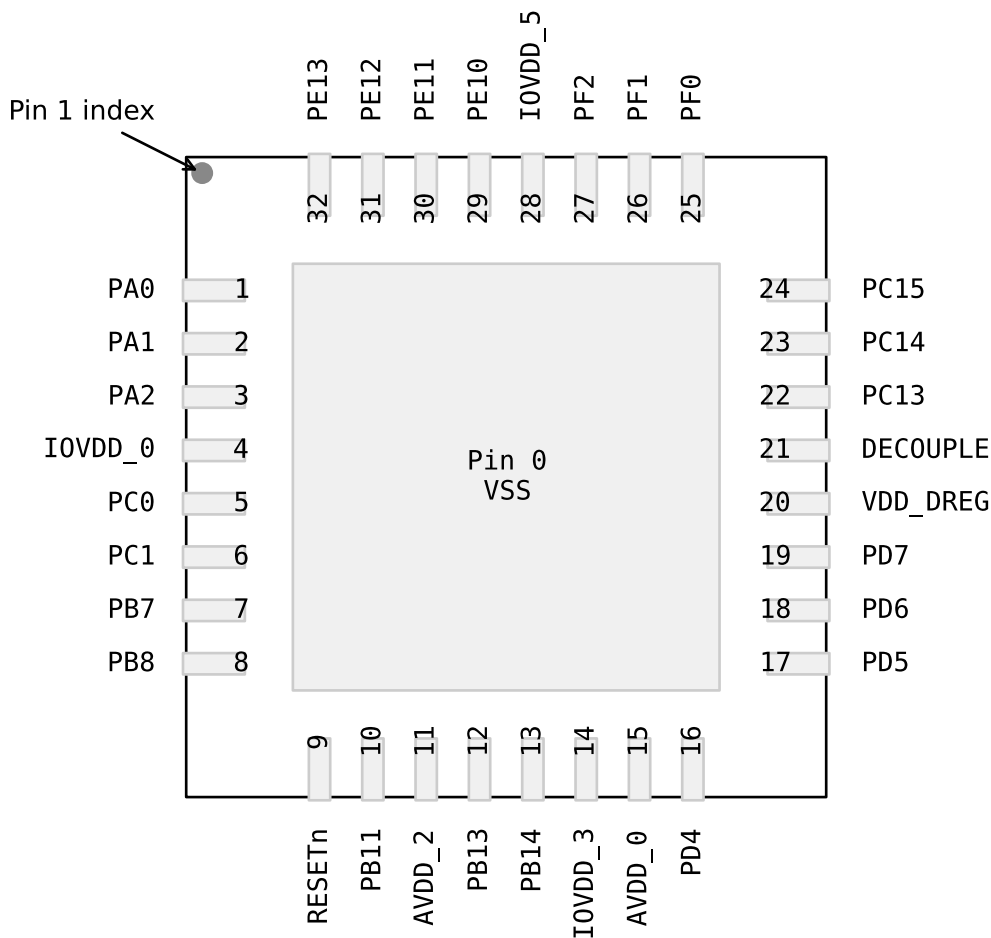 PE13
PE12
PE11
PE10
IOVDD_5
PF2
PF1
PF0
Pin 1 index
32
31
30
29
28
27
26
25
PA0 1
24 PC15
PA1 2
23 PC14
PA2 3
22 PC13
IOVDD_0 4
21 DECOUPLE
PC0 5
20 VDD_DREG
PC1 6
19 PD7
PB7 7
18 PD6
PB8 8
17 PD5
Pin 0
VSS
9
10
11
12
13
14
15
16
RESETn
PB11
AVDD_2
PB13
PB14
IOVDD_3
AVDD_0
PD4